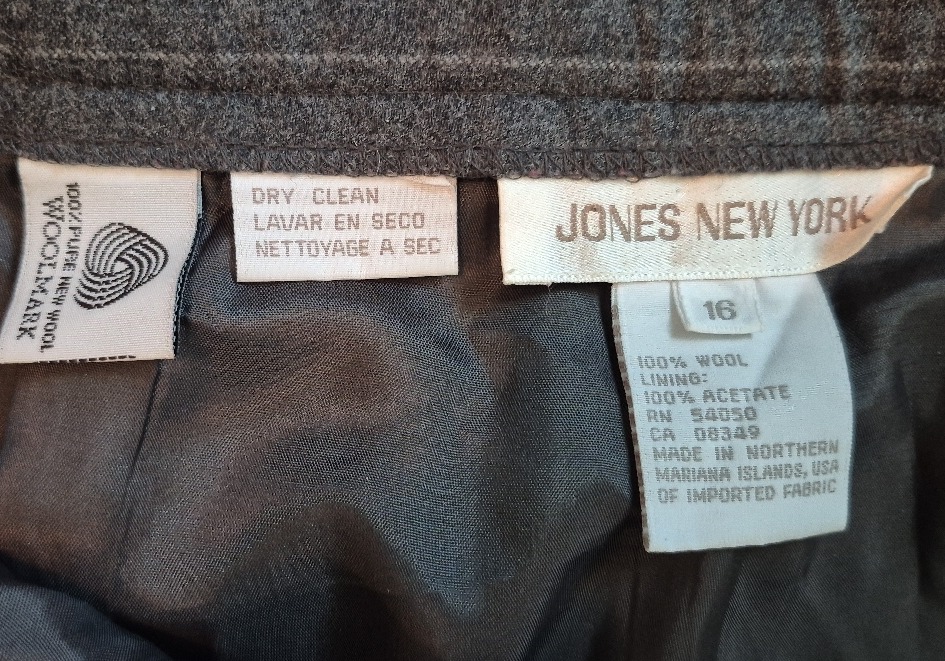 100% PURE NEW WOOL
WOOLMARK
DRY CLEAN
LAVAR EN SECO
NETTOYAGE A SEC
JONES NEW YORK
16
100% WOOL
LINING:
100% ACETATE
RN 54050
CA 08349
MADE IN NORTHERN
MARIANA ISLANDS, USA
OF IMPORTED FABRIC